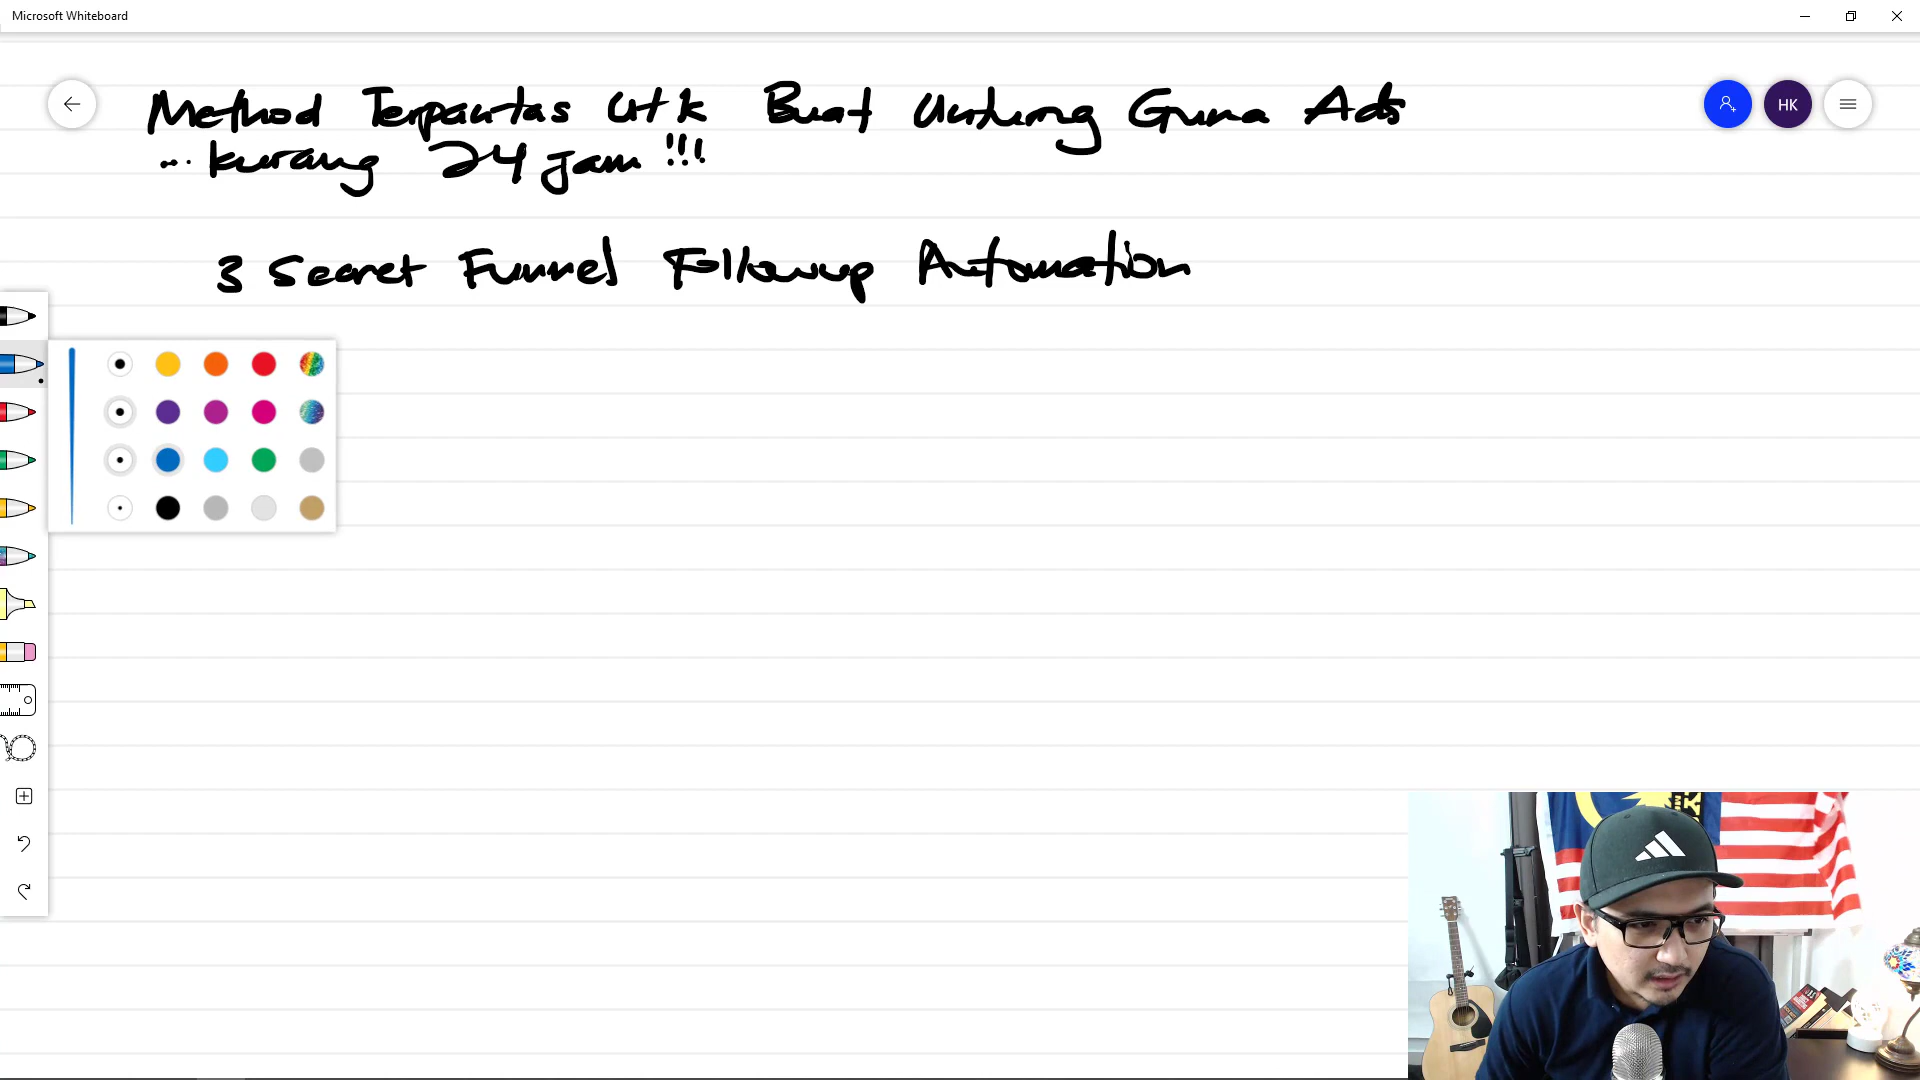 Microsoft Whiteboard
HK
Method Terpantas utk Buat Untung Guna Ads
... kurang 24 jam !!!
3 Secret Funnel Followup Automation